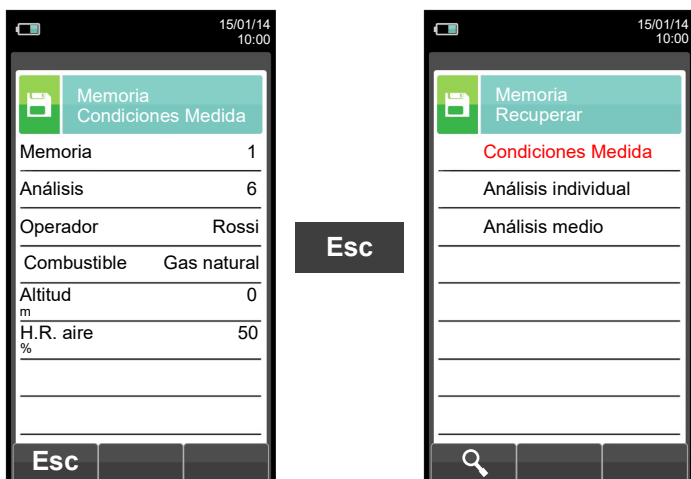 15/01/14
10:00
Memoria
Condiciones Medida
Memoria 1
Análisis 6
Operador Rossi
Combustible Gas natural
Altitud 0
m
H.R. aire 50
%
Esc
Esc
15/01/14
10:00
Memoria
Recuperar
Condiciones Medida
Análisis individual
Análisis medio